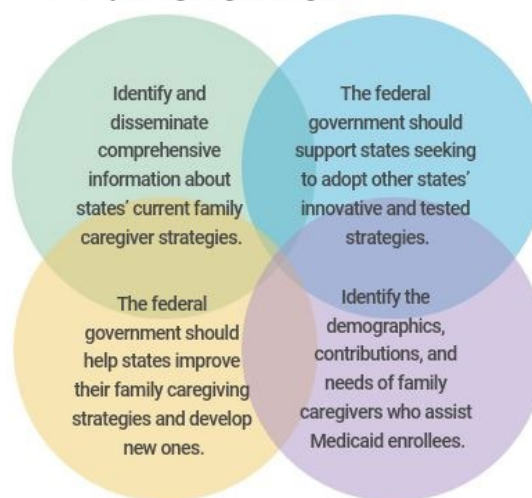 Identify and
disseminate
comprehensive
information about
states' current family
caregiver strategies.
The federal
government should
support states seeking
to adopt other states'
innovative and tested
strategies.
The federal
government should
help states improve
their family caregiving
strategies and develop
new ones.
Identify the
demographics,
contributions, and
needs of family
caregivers who assist
Medicaid enrollees.